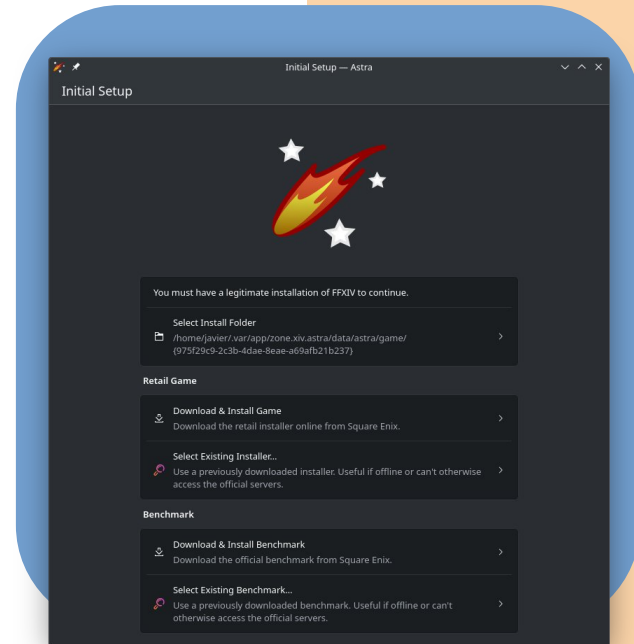 Initial Setup — Astra
Initial Setup
You must have a legitimate installation of FFXIV to continue.
Select Install Folder
/home/javier/.var/app/zone.xiv.astra/data/astra/game/
{975f29c9-2c3b-4dae-8eae-a69afb21b237}
Retail Game
Download & Install Game
Download the retail installer online from Square Enix.
Select Existing Installer...
Use a previously downloaded installer. Useful if offline or can't otherwise
access the official servers.
Benchmark
Download & Install Benchmark
Download the official benchmark from Square Enix.
Select Existing Benchmark...
Use a previously downloaded benchmark. Useful if offline or can't
otherwise access the official servers.